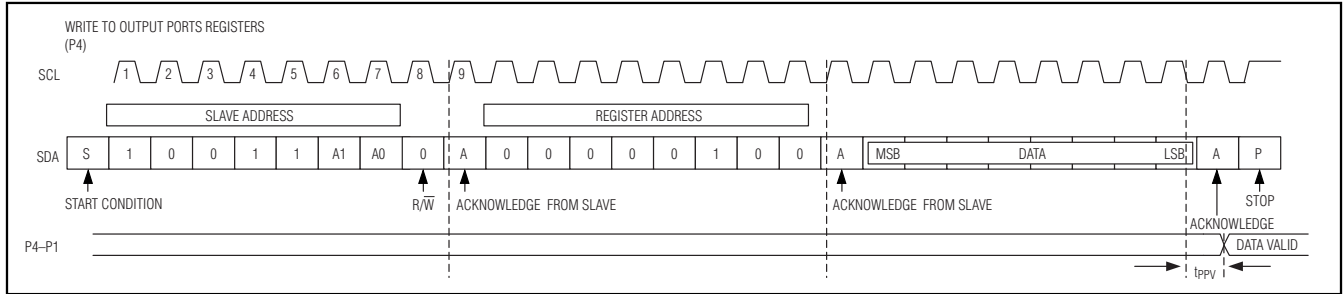 WRITE TO OUTPUT PORTS REGISTERS
(P4)
SCL 1 2 3 4 5 6 7 8 9
SLAVE ADDRESS REGISTER ADDRESS
SDA S 1 0 0 1 1 A1 A0 0 A 0 0 0 0 0 1 0 0 A MSB DATA LSB A P
START CONDITION R/W̅ ACKNOWLEDGE FROM SLAVE ACKNOWLEDGE FROM SLAVE STOP
ACKNOWLEDGE
P4–P1 DATA VALID
tPPV